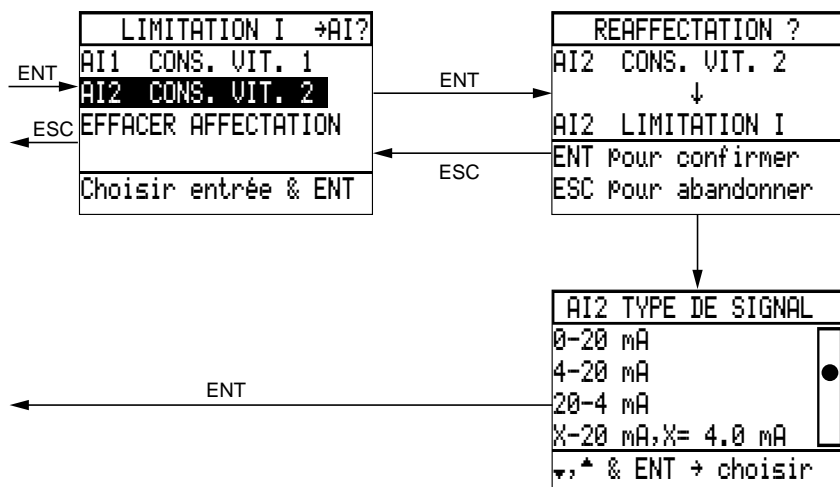 LIMITATION I →AI?
AI1 CONS. VIT. 1
AI2 CONS. VIT. 2
EFFACER AFFECTATION
Choisir entrée & ENT
ENT
ESC
ENT
ESC
REAFFECTATION ?
AI2 CONS. VIT. 2
↓
AI2 LIMITATION I
ENT Pour confirmer
ESC Pour abandonner
AI2 TYPE DE SIGNAL
0-20 mA
4-20 mA
20-4 mA
X-20 mA,X= 4.0 mA
▼,▲ & ENT → choisir
ENT